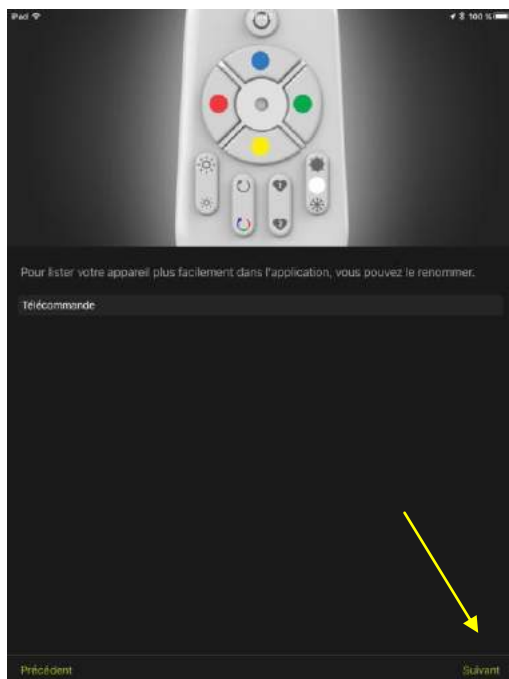 iPad 100 %
Pour lister votre appareil plus facilement dans l'application, vous pouvez le renommer.
Télécommande
Précédent Suivant